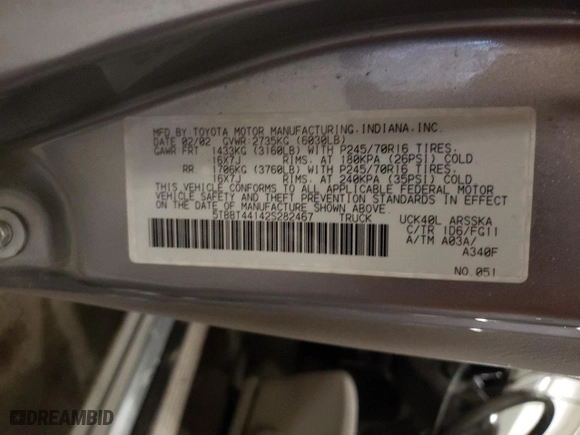 MFD.BY TOYOTA MOTOR MANUFACTURING,INDIANA,INC.
DATE 02/02 GVWR 2735KG (6030LB)
GAWR FRT 1433KG (3160LB) WITH P245/70R16 TIRES,
16X7J RIMS, AT 180KPA (26PSI) COLD
RR 1706KG (3760LB) WITH P245/70R16 TIRES,
16X7J RIMS, AT 240KPA (35PSI) COLD
THIS VEHICLE CONFORMS TO ALL APPLICABLE FEDERAL MOTOR
VEHICLE SAFETY AND THEFT PREVENTION STANDARDS IN EFFECT
ON THE DATE OF MANUFACTURE SHOWN ABOVE.
5TBBT44142S282467 TRUCK
UCK40L ARSSKA
C/TR 1D6/FG11
A/TM A03A/
A340F
NO.051
DREAMBID